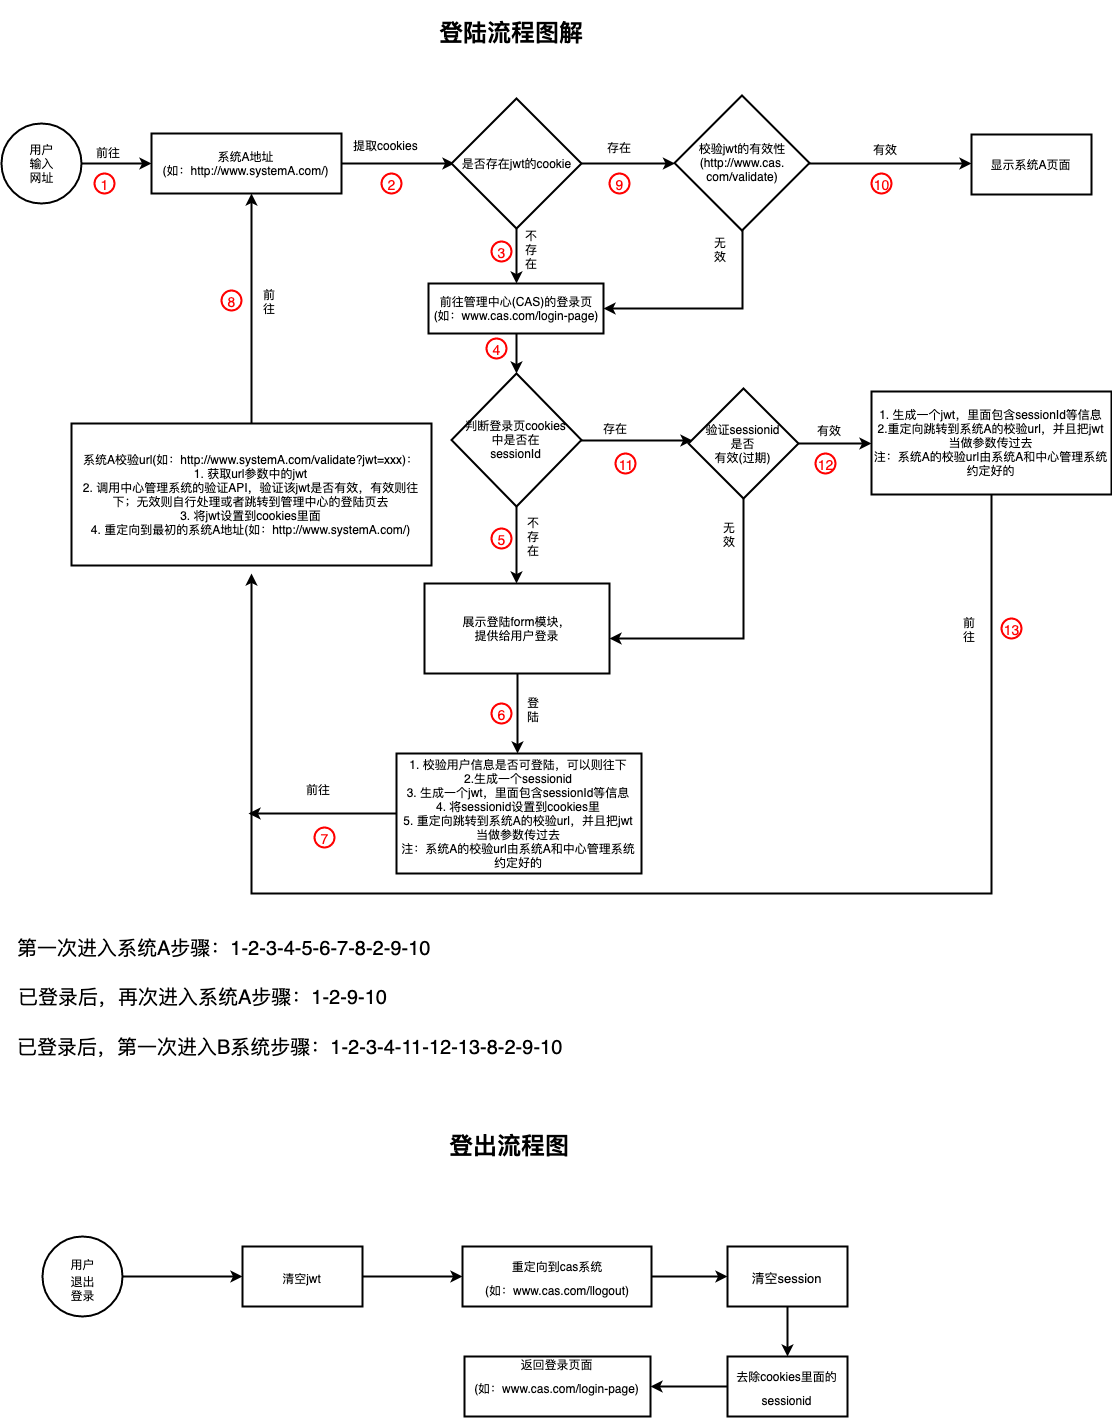 登陆流程图解
用户
输入
网址
前往
1
系统A地址
(如：http://www.systemA.com/)
提取cookies
2
是否存在jwt的cookie
存在
9
校验jwt的有效性
(http://www.cas.
com/validate)
有效
10
显示系统A页面
3
不
存
在
无
效
前往管理中心(CAS)的登录页
(如：www.cas.com/login-page)
8
前
往
4
判断登录页cookies
中是否在
sessionId
存在
11
验证sessionid
是否
有效(过期)
有效
12
1. 生成一个jwt，里面包含sessionId等信息
2.重定向跳转到系统A的校验url，并且把jwt
当做参数传过去
注：系统A的校验url由系统A和中心管理系统
约定好的
系统A校验url(如：http://www.systemA.com/validate?jwt=xxx)：
1. 获取url参数中的jwt
2. 调用中心管理系统的验证API，验证该jwt是否有效，有效则往
下；无效则自行处理或者跳转到管理中心的登陆页去
3. 将jwt设置到cookies里面
4. 重定向到最初的系统A地址(如：http://www.systemA.com/)
5
不
存
在
无
效
展示登陆form模块，
提供给用户登录
前
往
13
6
登
陆
1. 校验用户信息是否可登陆，可以则往下
2.生成一个sessionid
3. 生成一个jwt，里面包含sessionId等信息
4. 将sessionid设置到cookies里
5. 重定向跳转到系统A的校验url，并且把jwt
当做参数传过去
注：系统A的校验url由系统A和中心管理系统
约定好的
前往
7
第一次进入系统A步骤：1-2-3-4-5-6-7-8-2-9-10
已登录后，再次进入系统A步骤：1-2-9-10
已登录后，第一次进入B系统步骤：1-2-3-4-11-12-13-8-2-9-10
登出流程图
用户
退出
登录
清空jwt
重定向到cas系统
(如：www.cas.com/llogout)
清空session
去除cookies里面的
sessionid
返回登录页面
(如：www.cas.com/login-page)